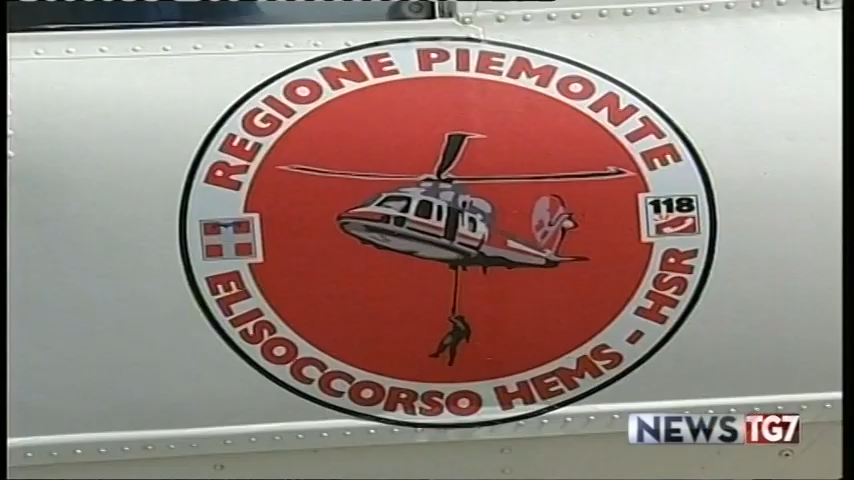 REGIONE PIEMONTE
118
ELISOCCORSO HEMS - HSR
NEWS TG7